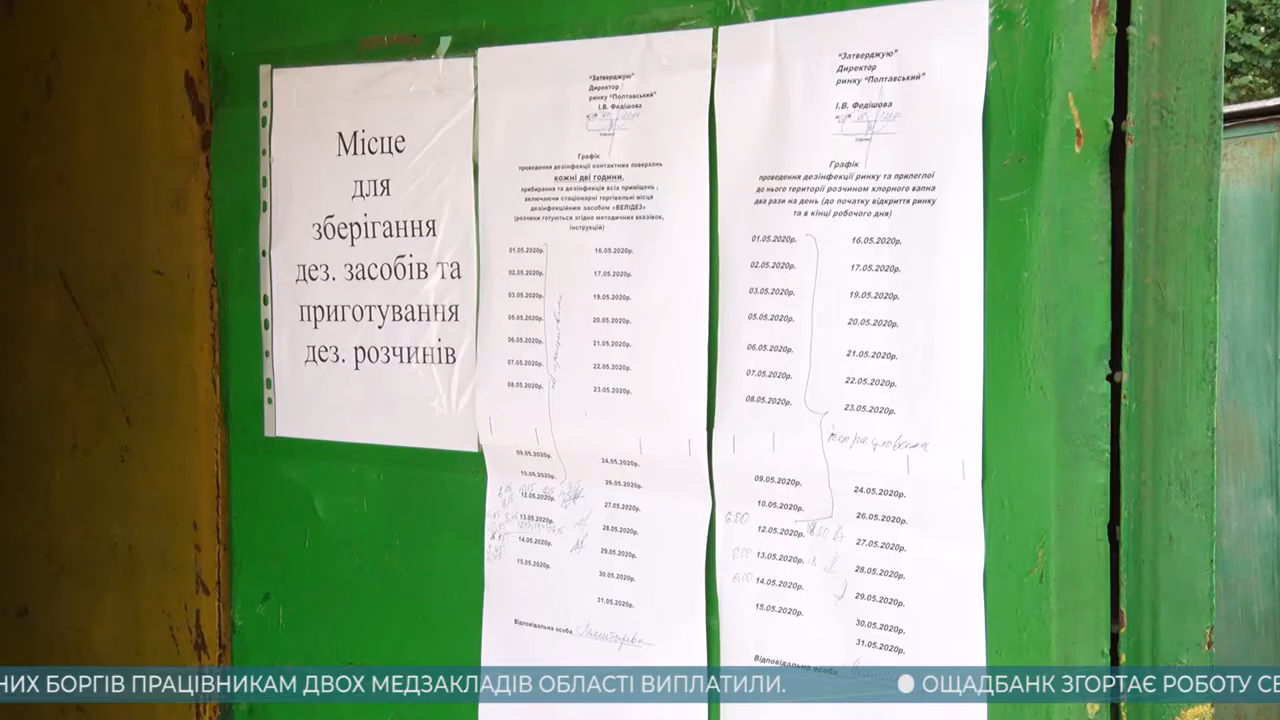 Місце
для
зберігання
дез. засобів та
приготування
дез. розчинів
"Затверджую"
Директор
ринку "Полтавський"
І.В. Федішова
Графік
проведення дезінфекції контактних поверхонь
кожні дві години,
прибирання та дезінфекція всіх приміщень ,
включаючи стаціонарні торгівельні місця
дезінфекційним засобом «ВЕЛІДЕЗ»
(розчини готуються згідно методичних вказівок,
інструкцій)
01.05.2020р. 16.05.2020р.
02.05.2020р. 17.05.2020р.
03.05.2020р. 19.05.2020р.
05.05.2020р. 20.05.2020р.
06.05.2020р. 21.05.2020р.
07.05.2020р. 22.05.2020р.
08.05.2020р. 23.05.2020р.
09.05.2020р. 24.05.2020р.
10.05.2020р. 26.05.2020р.
12.05.2020р. 27.05.2020р.
13.05.2020р. 28.05.2020р.
14.05.2020р. 29.05.2020р.
15.05.2020р. 30.05.2020р.
31.05.2020р.
Відповідальна особа
"Затверджую"
Директор
ринку "Полтавський"
І.В. Федішова
Графік
проведення дезінфекції ринку та прилеглої
до нього території розчином хлорного вапна
два рази на день (до початку відкриття ринку
та в кінці робочого дня)
01.05.2020р. 16.05.2020р.
02.05.2020р. 17.05.2020р.
03.05.2020р. 19.05.2020р.
05.05.2020р. 20.05.2020р.
06.05.2020р. 21.05.2020р.
07.05.2020р. 22.05.2020р.
08.05.2020р. 23.05.2020р.
09.05.2020р. 24.05.2020р.
10.05.2020р. 26.05.2020р.
6.00 12.05.2020р. 18.00 27.05.2020р.
6.00 13.05.2020р. 18 28.05.2020р.
6.00 14.05.2020р. 29.05.2020р.
15.05.2020р. 30.05.2020р.
31.05.2020р.
Відповідальна особа
НИХ БОРГІВ ПРАЦІВНИКАМ ДВОХ МЕДЗАКЛАДІВ ОБЛАСТІ ВИПЛАТИЛИ. ● ОЩАДБАНК ЗГОРТАЄ РОБОТУ СВ